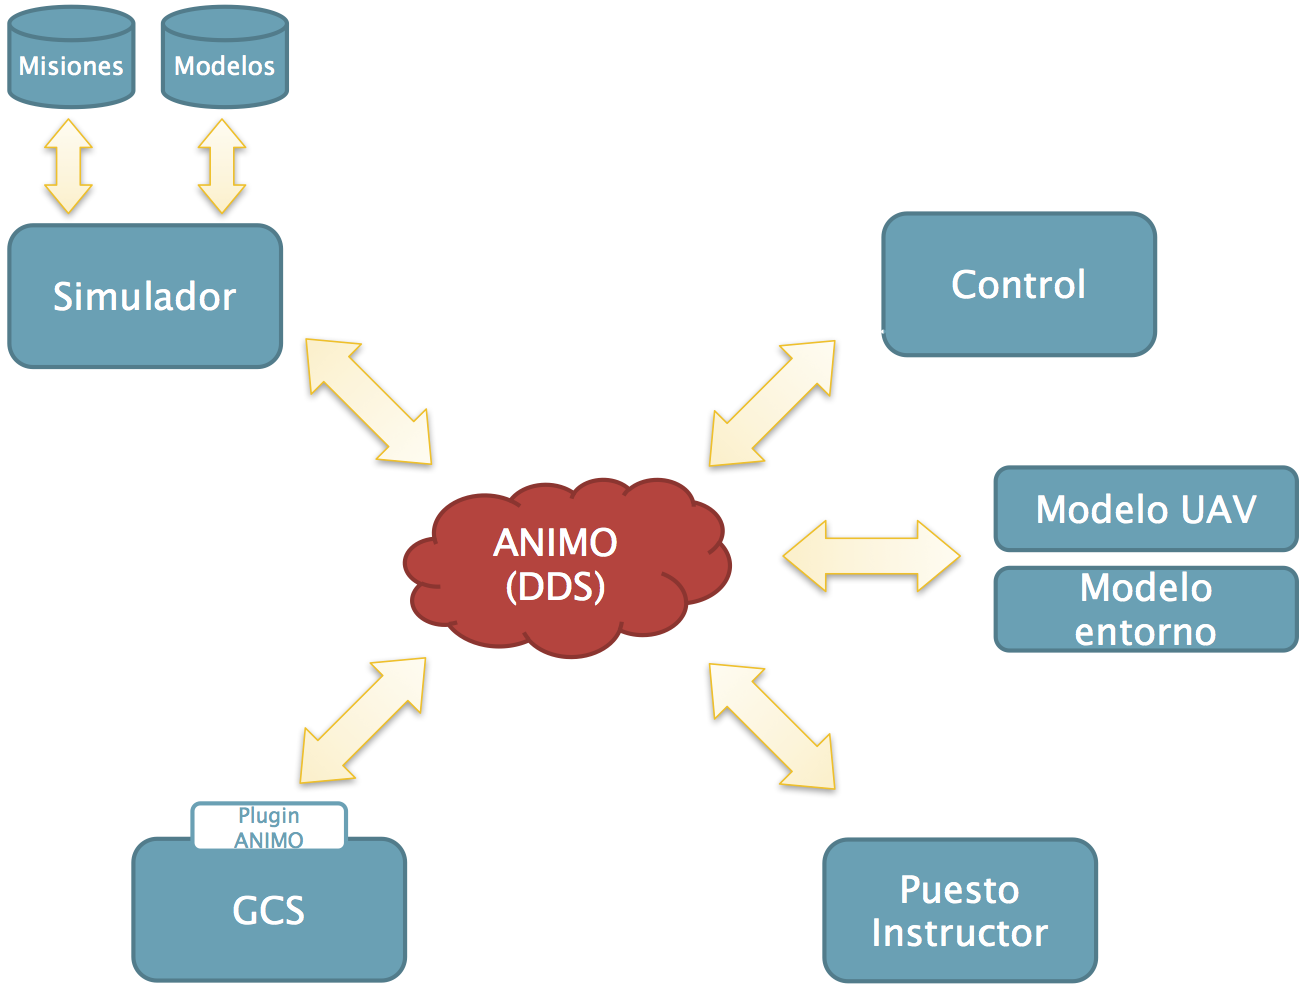 Misiones
Modelos
Simulador
Control
ANIMO
(DDS)
Modelo UAV
Modelo
entorno
Plugin
ANIMO
GCS
Puesto
Instructor